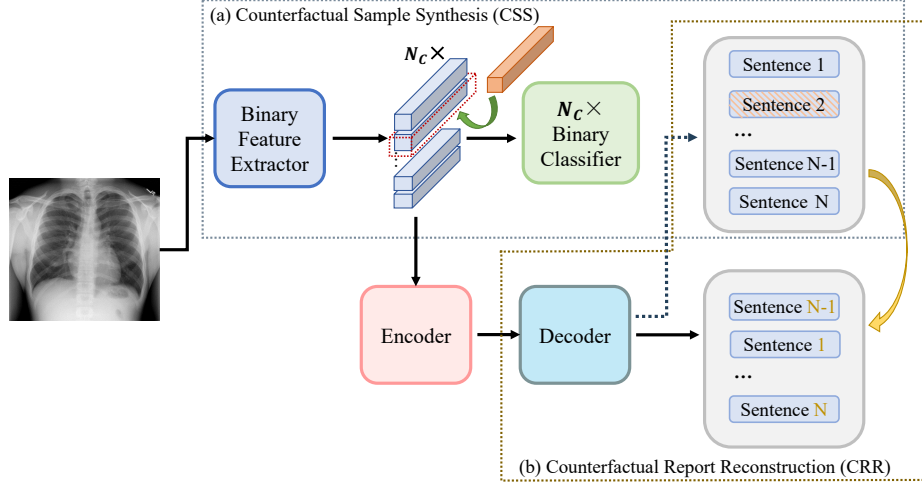 (a) Counterfactual Sample Synthesis (CSS)
N_C×
Binary
Feature
Extractor
N_C×
Binary
Classifier
Sentence 1
Sentence 2
...
Sentence N-1
Sentence N
Encoder
Decoder
Sentence N-1
Sentence 1
...
Sentence N
(b) Counterfactual Report Reconstruction (CRR)